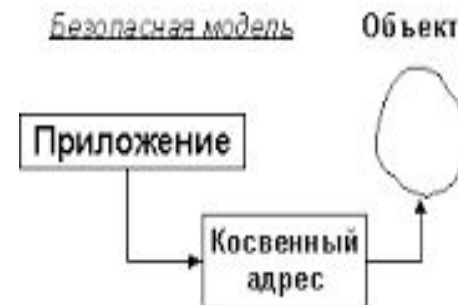 Безопасная модель
Объект
Приложение
Косвенный
адрес